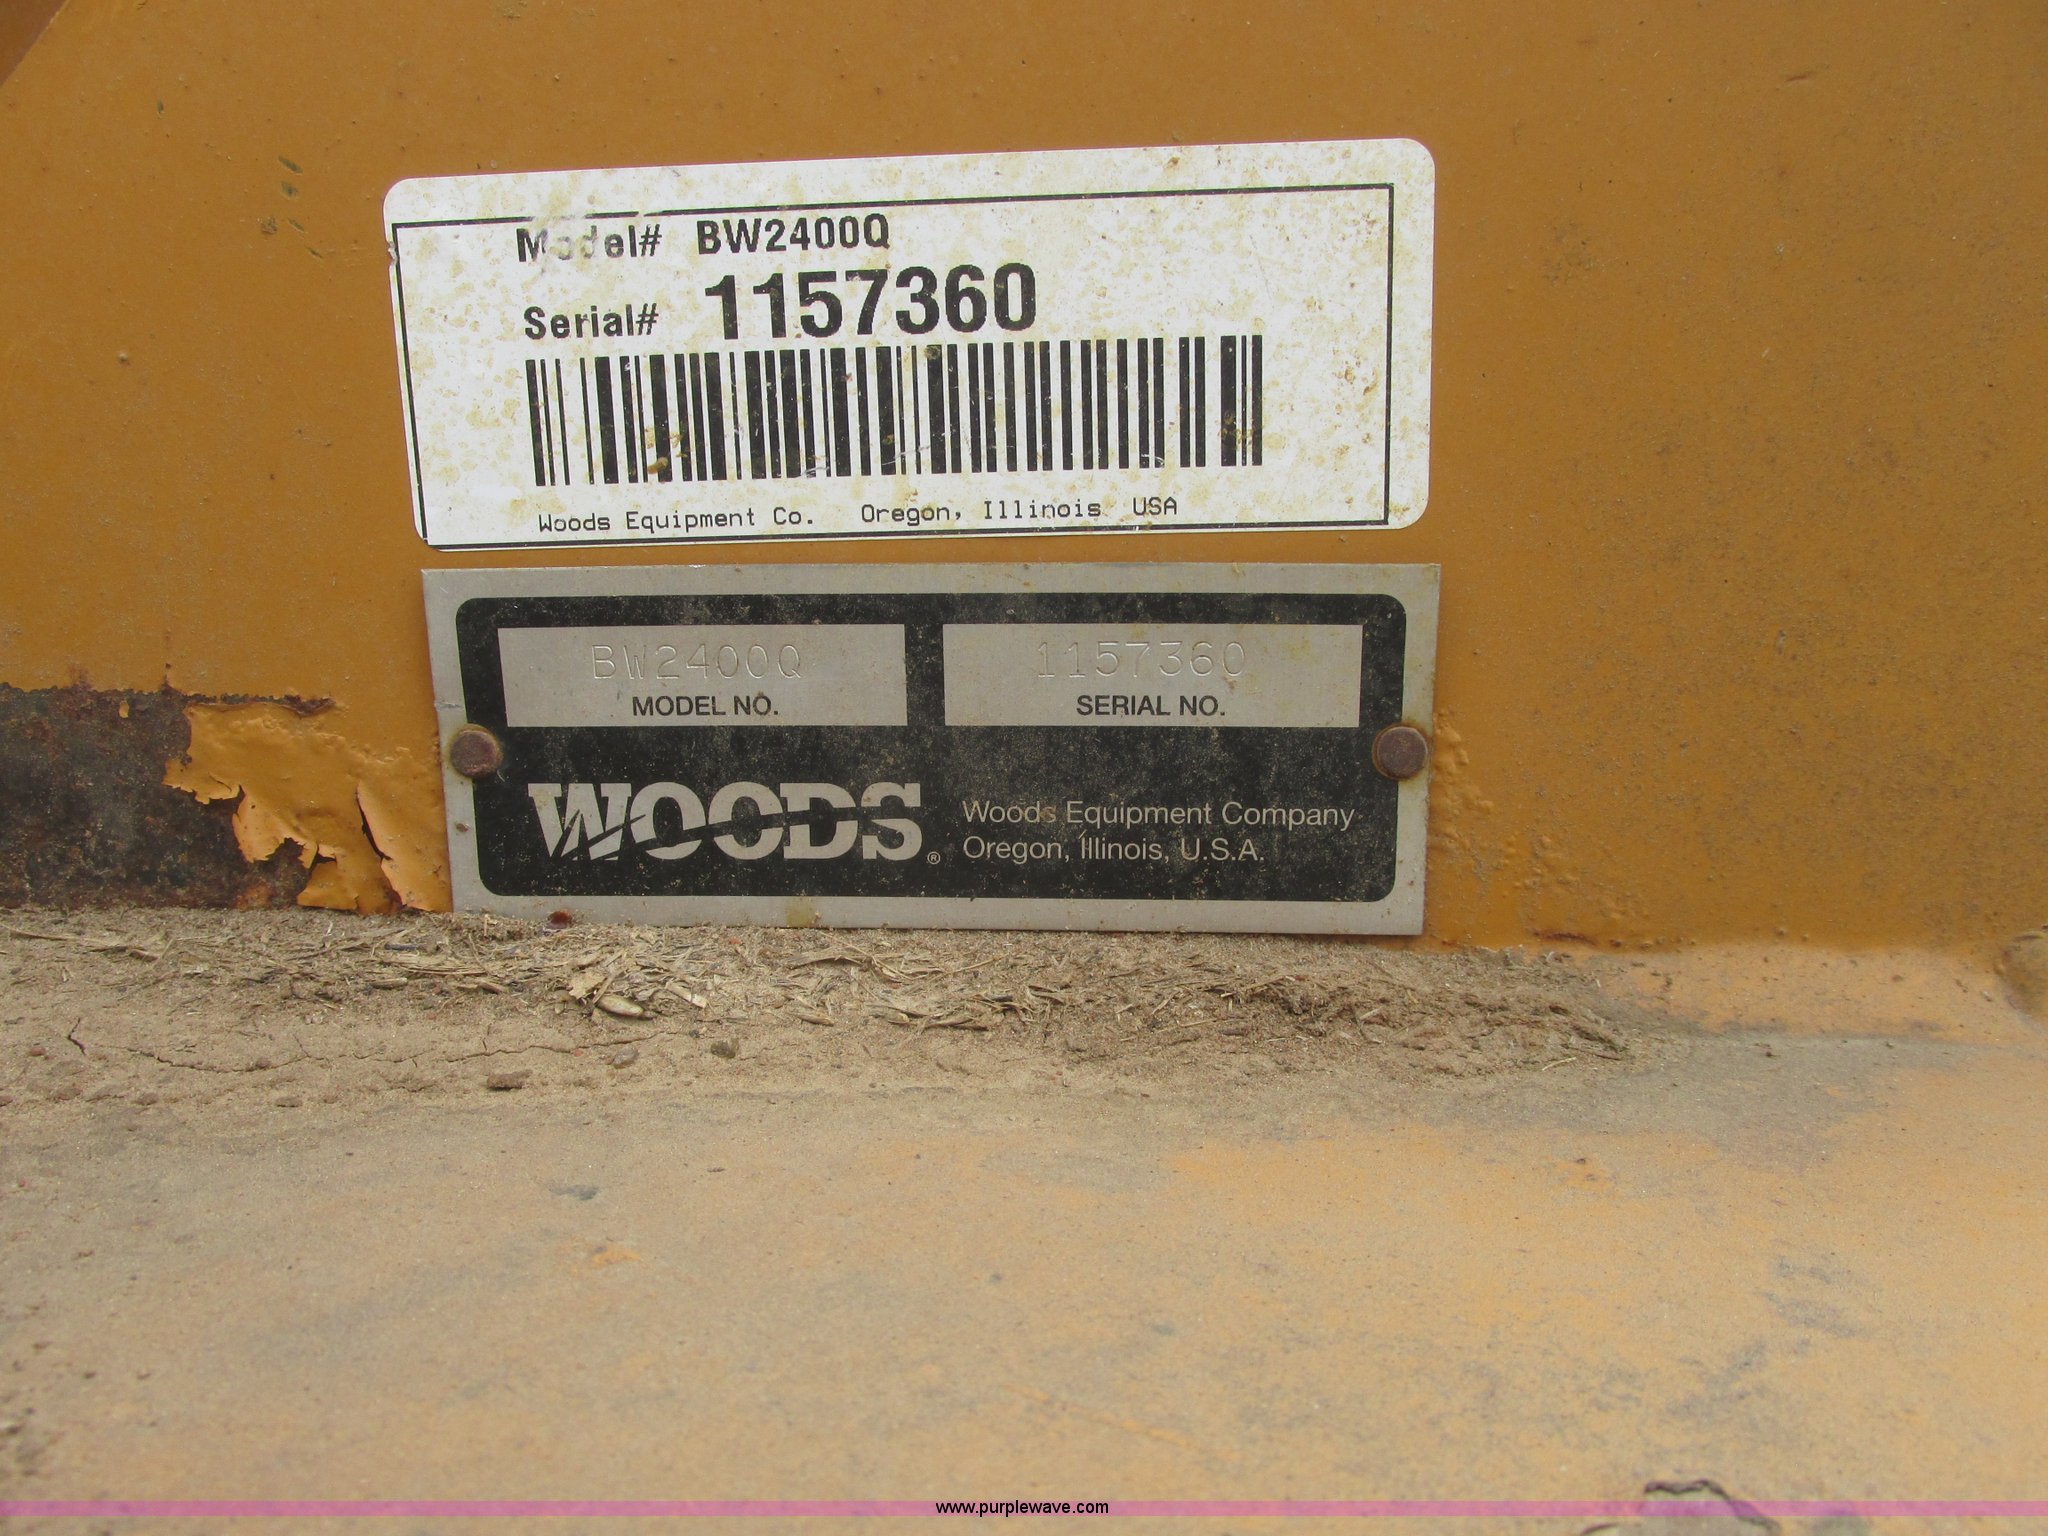 Model# BW2400Q
Serial# 1157360
Woods Equipment Co. Oregon, Illinois USA
BW2400Q 1157360
MODEL NO. SERIAL NO.
WOODS® Woods Equipment Company
Oregon, Illinois, U.S.A.
www.purplewave.com